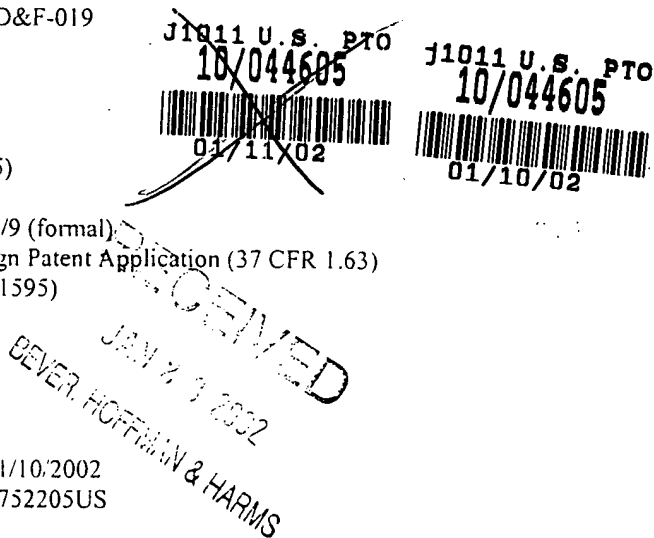 D&F-019
J1011 U.S. PTO
10/044605
01/11/02
J1011 U.S. PTO
10/044605
01/10/02
5)
/9 (formal)
gn Patent Application (37 CFR 1.63)
1595)
RECEIVED
JAN 2002
BEVER, HOFFMAN & HARMS
1/10/2002
752205US